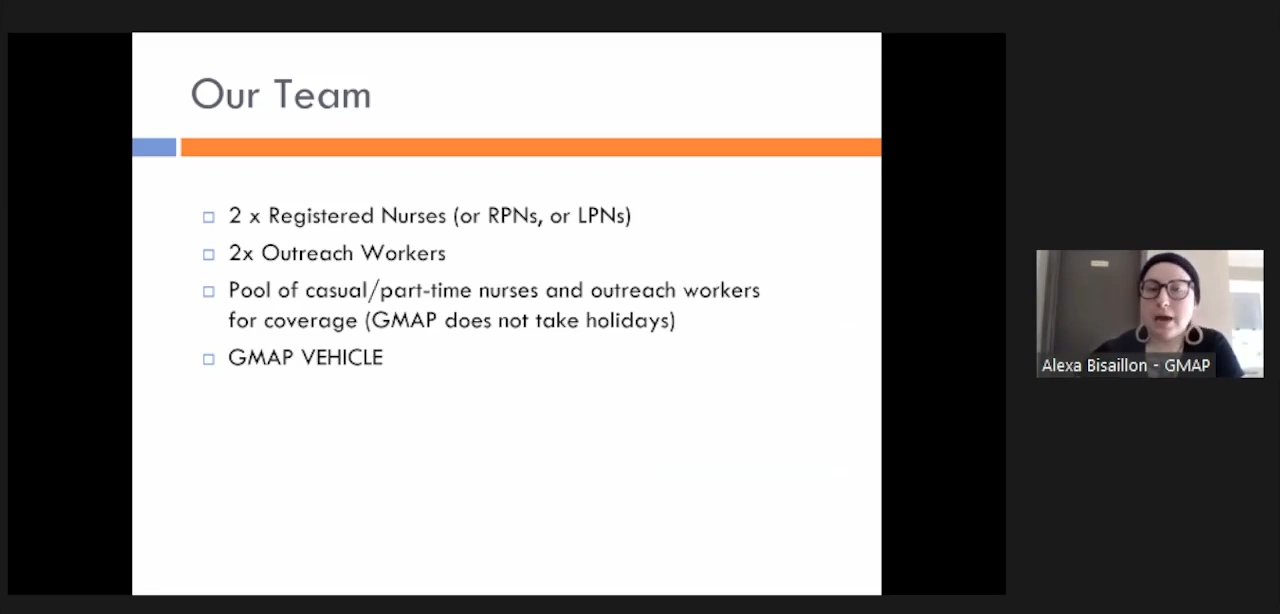 Our Team
2 x Registered Nurses (or RPNs, or LPNs)
2x Outreach Workers
Pool of casual/part-time nurses and outreach workers
for coverage (GMAP does not take holidays)
GMAP VEHICLE
Alexa Bisaillon - GMAP